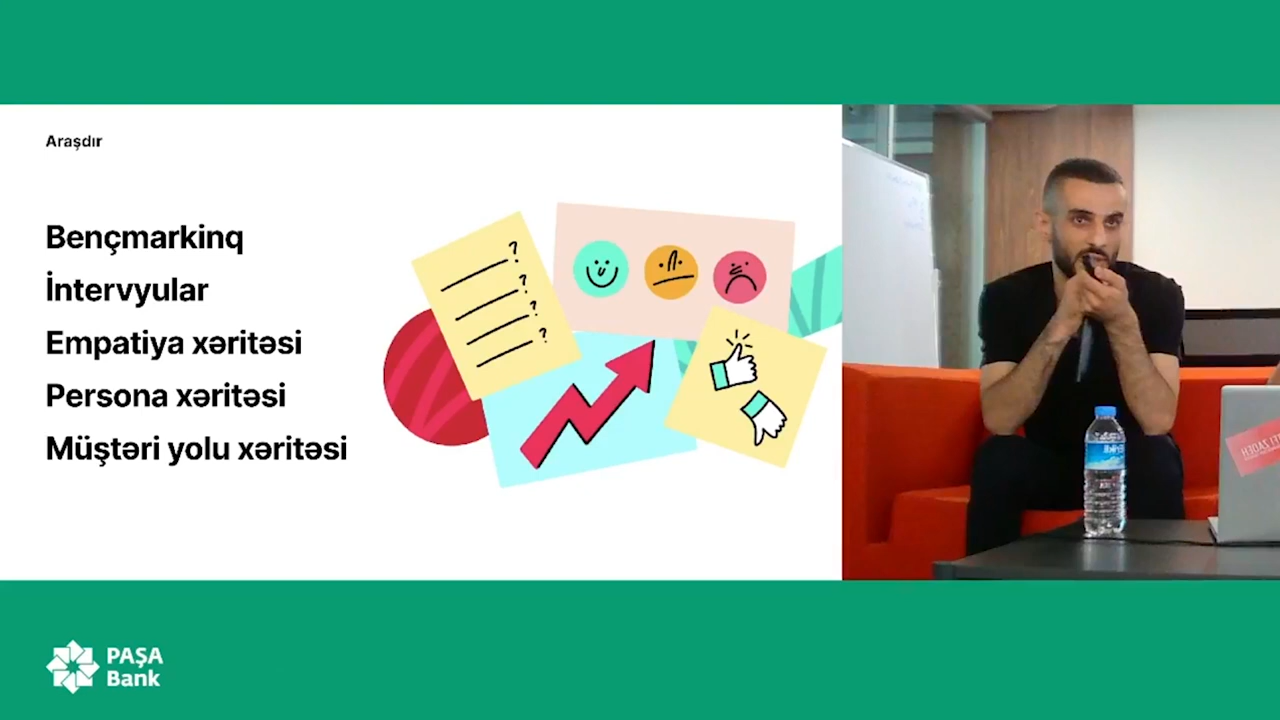 Araşdır
Bençmarkinq
İntervyular
Empatiya xəritəsi
Persona xəritəsi
Müştəri yolu xəritəsi
?
?
?
?
PAŞA
Bank